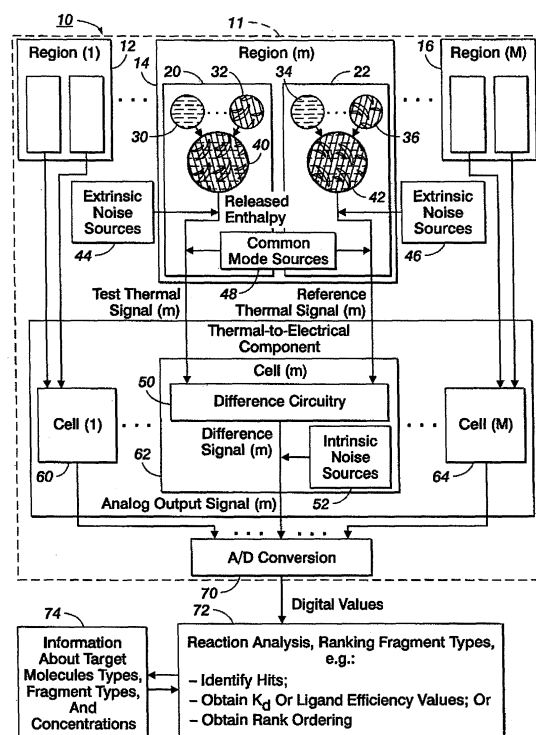 10
11
Region (1)
12
14
Region (m)
16
Region (M)
20
32
34
22
30
40
36
42
Extrinsic
Noise
Sources
44
Released
Enthalpy
Common
Mode Sources
48
Extrinsic
Noise
Sources
46
Test Thermal
Signal (m)
Reference
Thermal Signal (m)
Thermal-to-Electrical
Component
Cell (m)
50
Difference Circuitry
Cell (1)
60
Difference
Signal (m)
62
Intrinsic
Noise
Sources
52
Cell (M)
64
Analog Output Signal (m)
A/D Conversion
70
Digital Values
74
72
Information
About Target
Molecules Types,
Fragment Types,
And
Concentrations
Reaction Analysis, Ranking Fragment Types,
e.g.:
– Identify Hits;
– Obtain Kd Or Ligand Efficiency Values; Or
– Obtain Rank Ordering